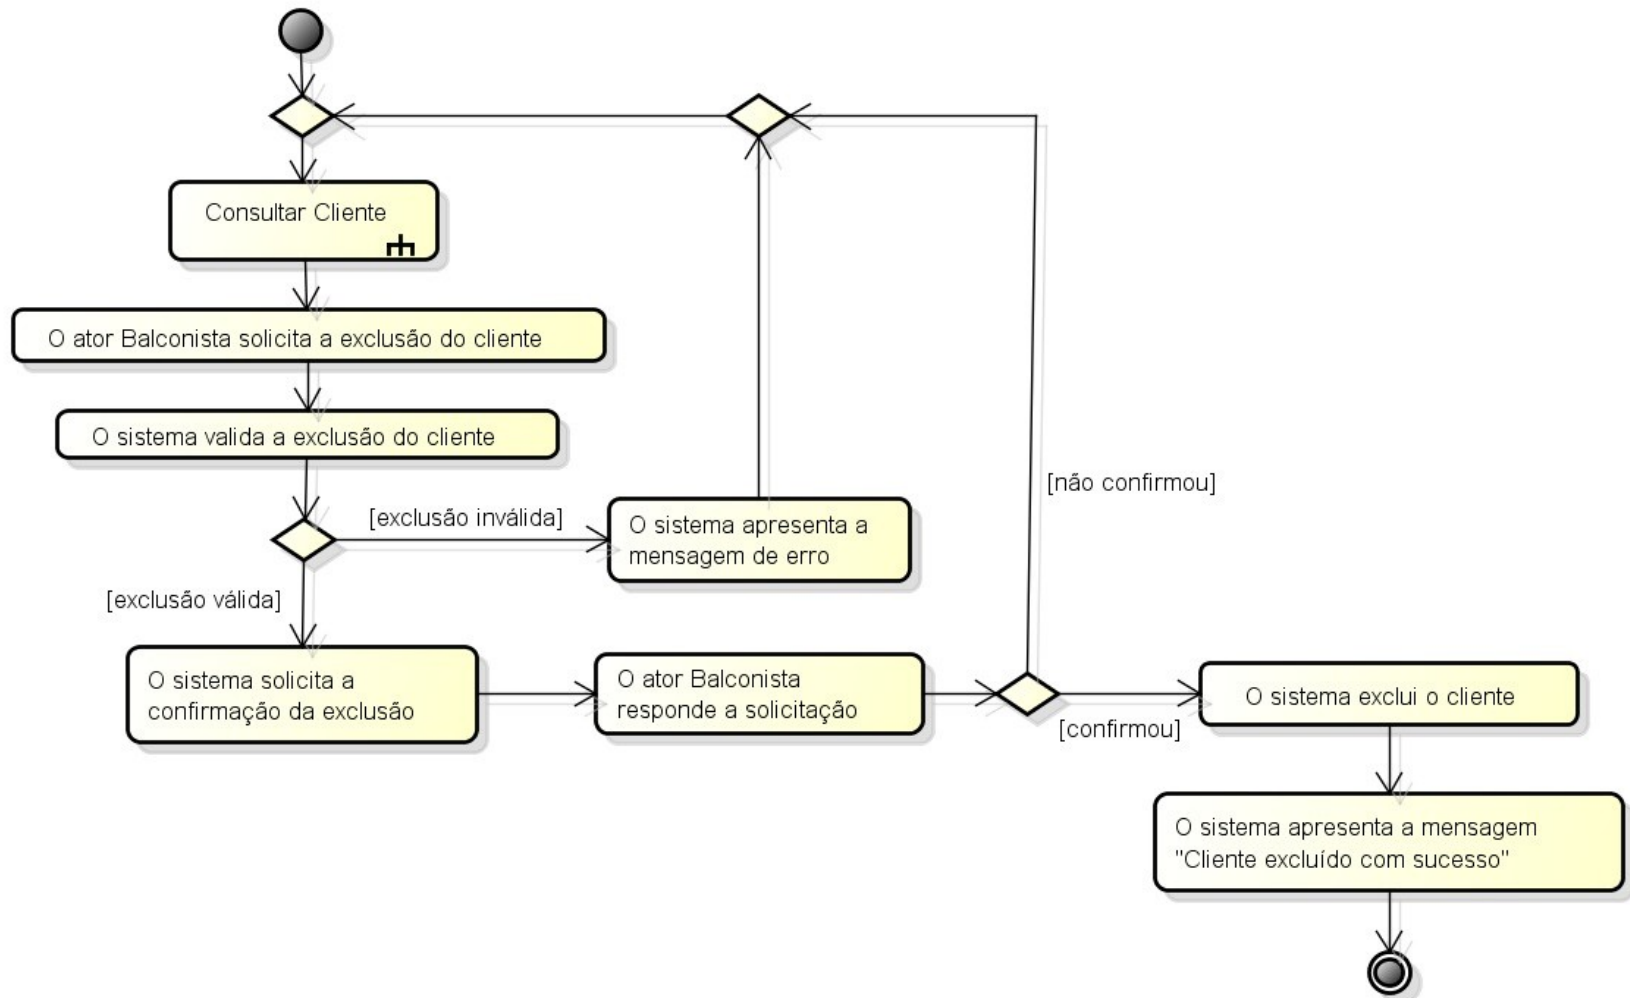 Consultar Cliente
O ator Balconista solicita a exclusão do cliente
O sistema valida a exclusão do cliente
[não confirmou]
[exclusão inválida]
O sistema apresenta a
mensagem de erro
[exclusão válida]
O sistema solicita a
confirmação da exclusão
O ator Balconista
responde a solicitação
[confirmou]
O sistema exclui o cliente
O sistema apresenta a mensagem
"Cliente excluído com sucesso"